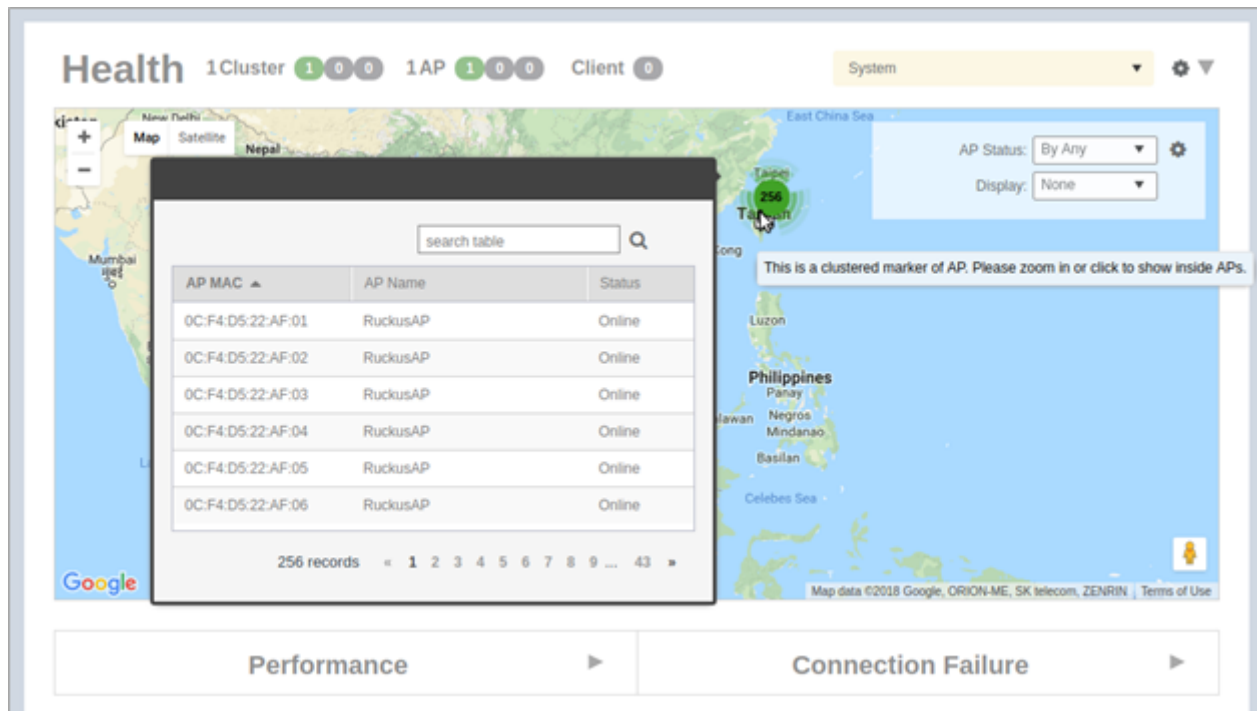 Health 1 Cluster 1 0 0 1 AP 1 0 0 Client 0 System
East China Sea
New Delhi
+ Map Satellite
Nepal
−
AP Status: By Any
Display: None
Taipei
256
Mumbai
मुंबई
search table
This is a clustered marker of AP. Please zoom in or click to show inside APs.
AP MAC AP Name Status
0C:F4:D5:22:AF:01 RuckusAP Online
0C:F4:D5:22:AF:02 RuckusAP Online
0C:F4:D5:22:AF:03 RuckusAP Online
0C:F4:D5:22:AF:04 RuckusAP Online
0C:F4:D5:22:AF:05 RuckusAP Online
0C:F4:D5:22:AF:06 RuckusAP Online
256 records « 1 2 3 4 5 6 7 8 9 ... 43 »
Luzon
Philippines
Panay
Negros
Mindanao
Basilan
Celebes Sea
Google
Map data ©2018 Google, ORION-ME, SK telecom, ZENRIN Terms of Use
Performance
Connection Failure